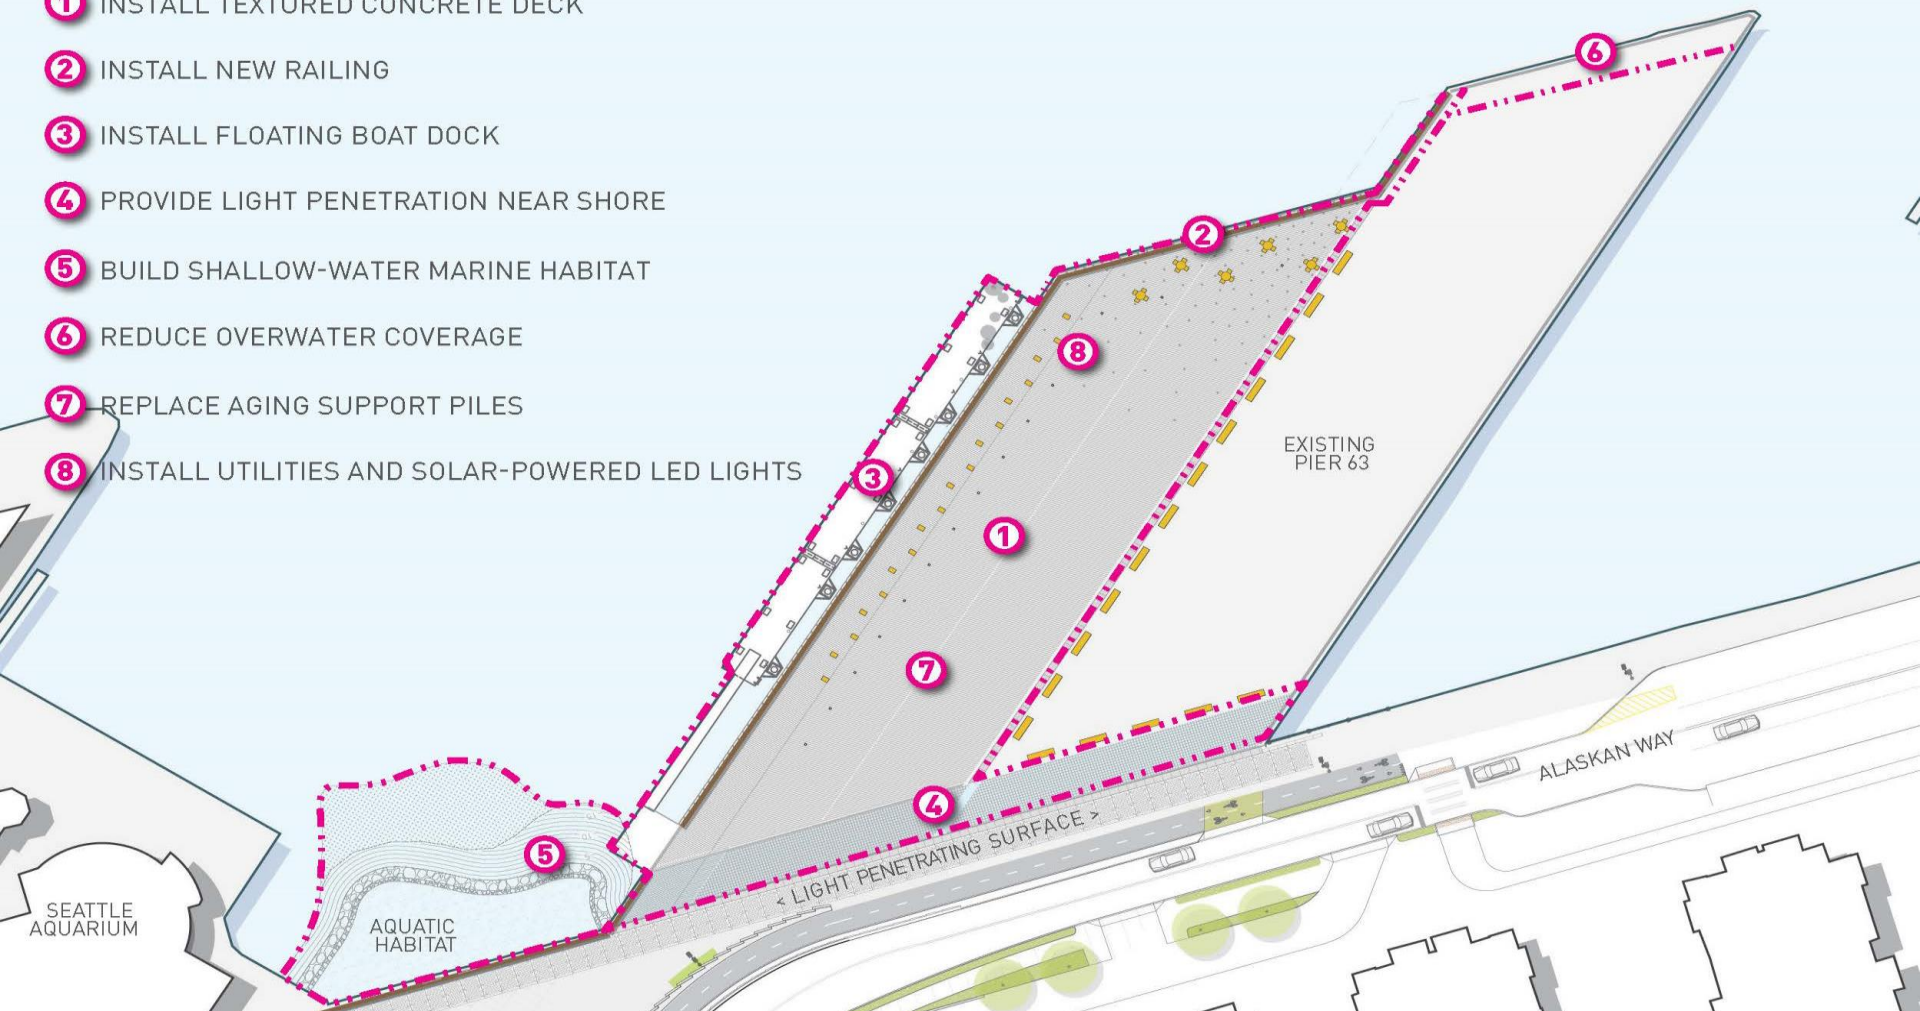 1 INSTALL TEXTURED CONCRETE DECK
2 INSTALL NEW RAILING
3 INSTALL FLOATING BOAT DOCK
4 PROVIDE LIGHT PENETRATION NEAR SHORE
5 BUILD SHALLOW-WATER MARINE HABITAT
6 REDUCE OVERWATER COVERAGE
7 REPLACE AGING SUPPORT PILES
8 INSTALL UTILITIES AND SOLAR-POWERED LED LIGHTS
6
2
8
EXISTING
PIER 63
3
1
7
ALASKAN WAY
4
< LIGHT PENETRATING SURFACE >
5
SEATTLE
AQUARIUM
AQUATIC
HABITAT